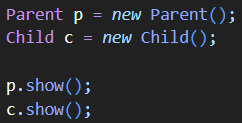 Parent p = new Parent();
Child c = new Child();
p.show();
c.show();